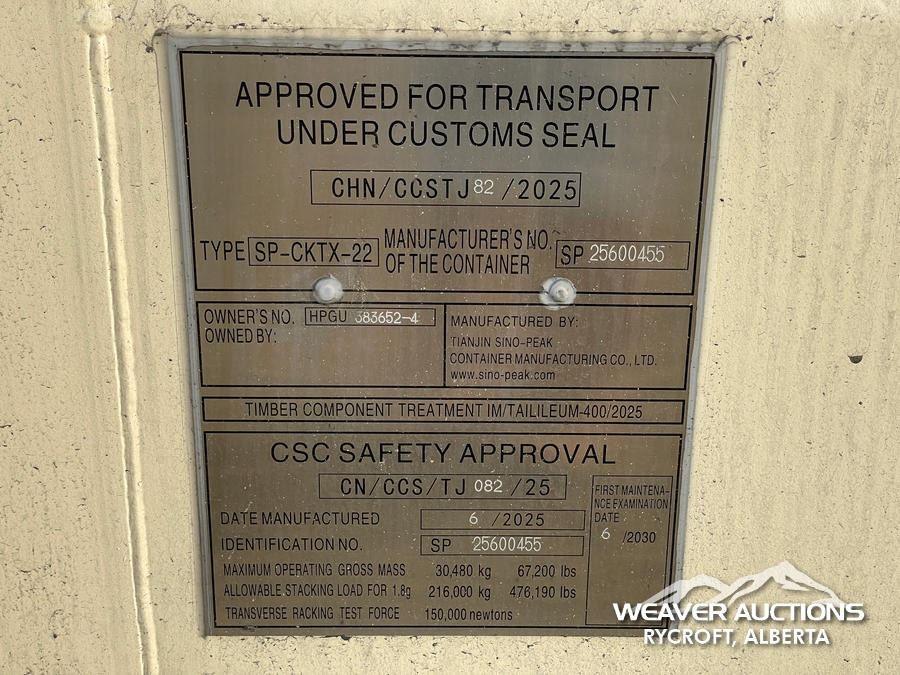 APPROVED FOR TRANSPORT
UNDER CUSTOMS SEAL
CHN/CCSTJ 82 /2025
TYPE SP-CKTX-22 MANUFACTURER'S NO. OF THE CONTAINER SP 25600455
OWNER'S NO. HPGU 383652-4
OWNED BY:
MANUFACTURED BY:
TIANJIN SINO-PEAK
CONTAINER MANUFACTURING CO., LTD.
www.sino-peak.com
TIMBER COMPONENT TREATMENT IM/TAILILEUM-400/2025
CSC SAFETY APPROVAL
CN/CCS/TJ 082 /25
DATE MANUFACTURED 6 /2025
IDENTIFICATION NO. SP 25600455
MAXIMUM OPERATING GROSS MASS 30,480 kg 67,200 lbs
ALLOWABLE STACKING LOAD FOR 1.8g 216,000 kg 476,190 lbs
TRANSVERSE RACKING TEST FORCE 150,000 newtons
FIRST MAINTENA-
NCE EXAMINATION
DATE
6 /2030
WEAVER AUCTIONS
RYCROFT, ALBERTA